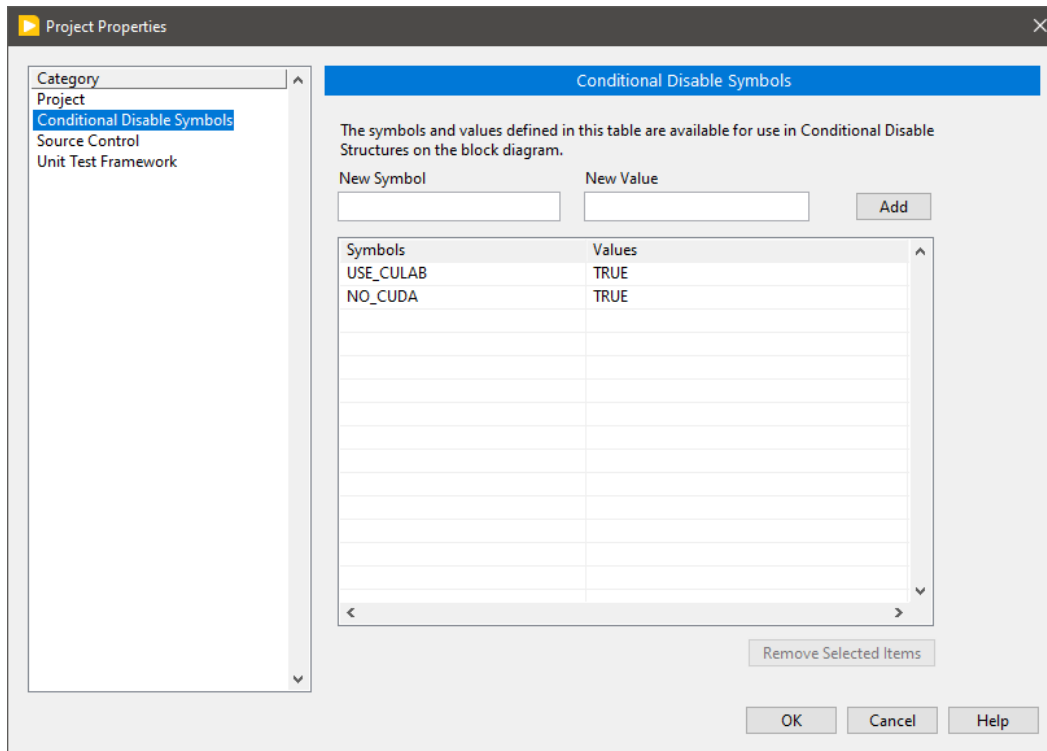 Project Properties
Category
Project
Conditional Disable Symbols
Source Control
Unit Test Framework
Conditional Disable Symbols
The symbols and values defined in this table are available for use in Conditional Disable
Structures on the block diagram.
New Symbol New Value
Add
Symbols Values
USE_CULAB TRUE
NO_CUDA TRUE
Remove Selected Items
OK Cancel Help